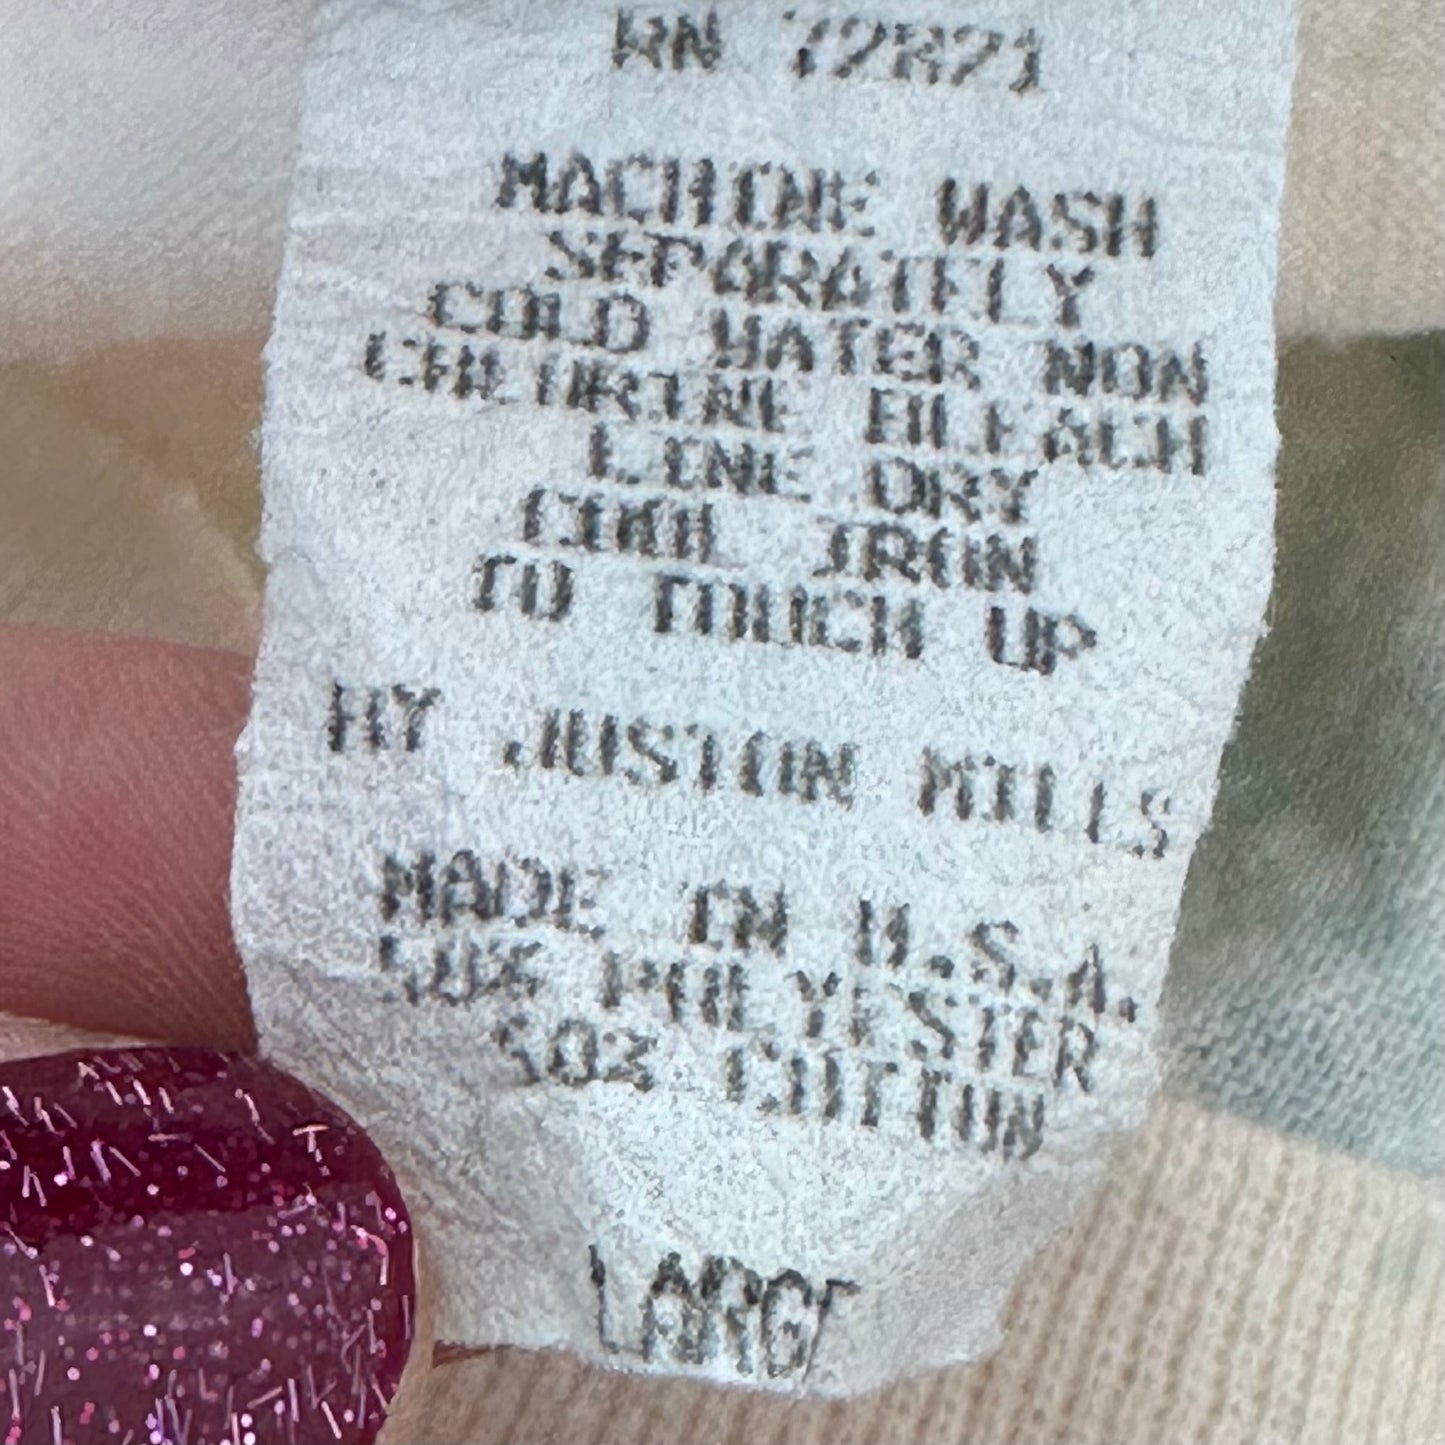 RN 72821
MACHINE WASH
SEPARATELY
COLD WATER NON
CHLORINE BLEACH
LINE DRY
COOL IRON
TO TOUCH UP
BY JUSTON MILLS
MADE IN U.S.A.
50% POLYESTER
50% COTTON
LARGE